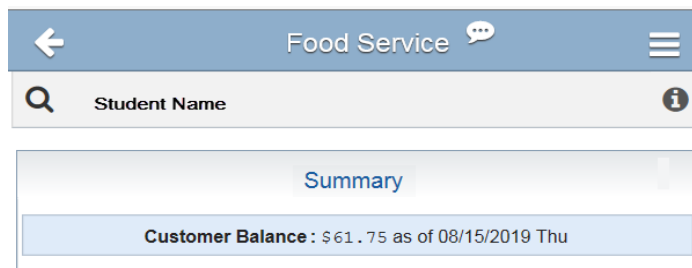 Food Service
Student Name
Summary
Customer Balance: $61.75 as of 08/15/2019 Thu